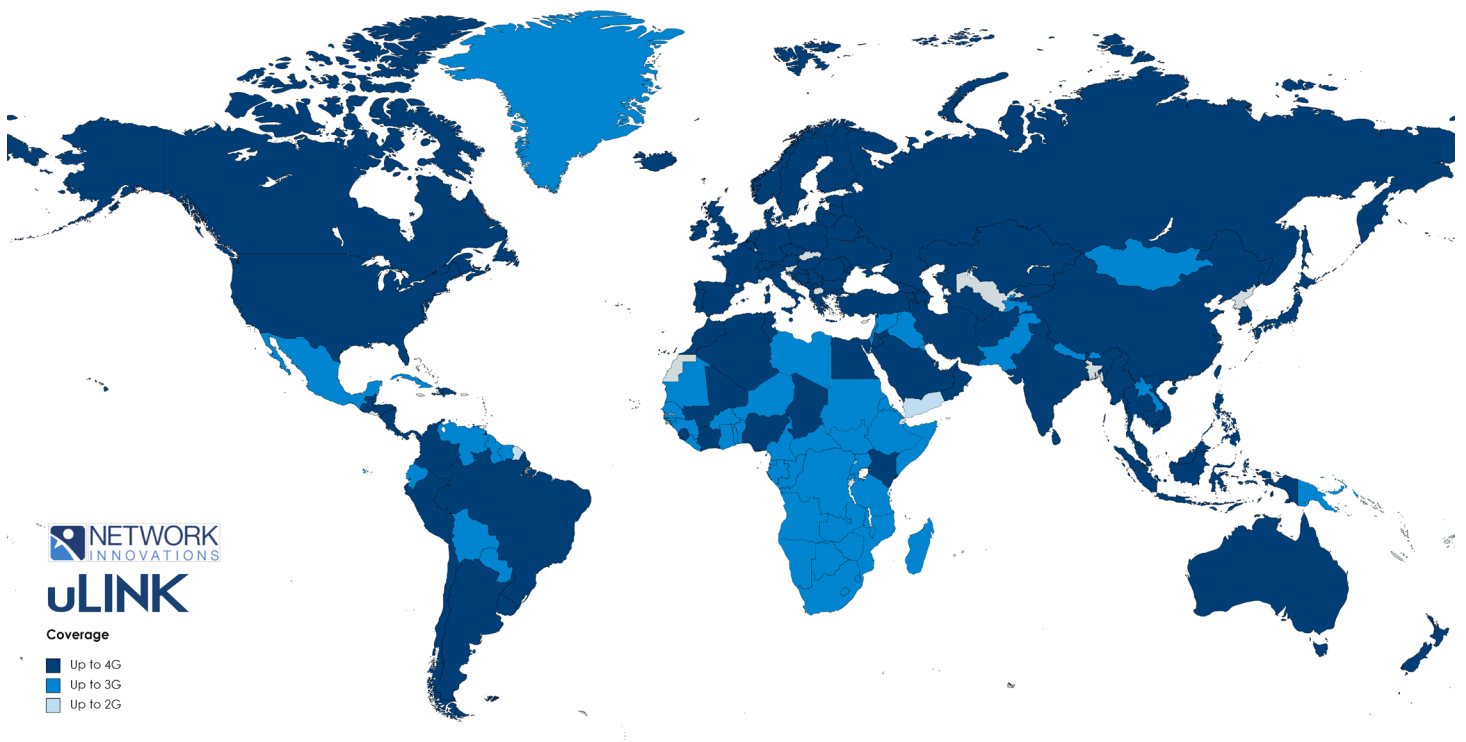 NETWORK
INNOVATIONS
uLINK
Coverage
Up to 4G
Up to 3G
Up to 2G